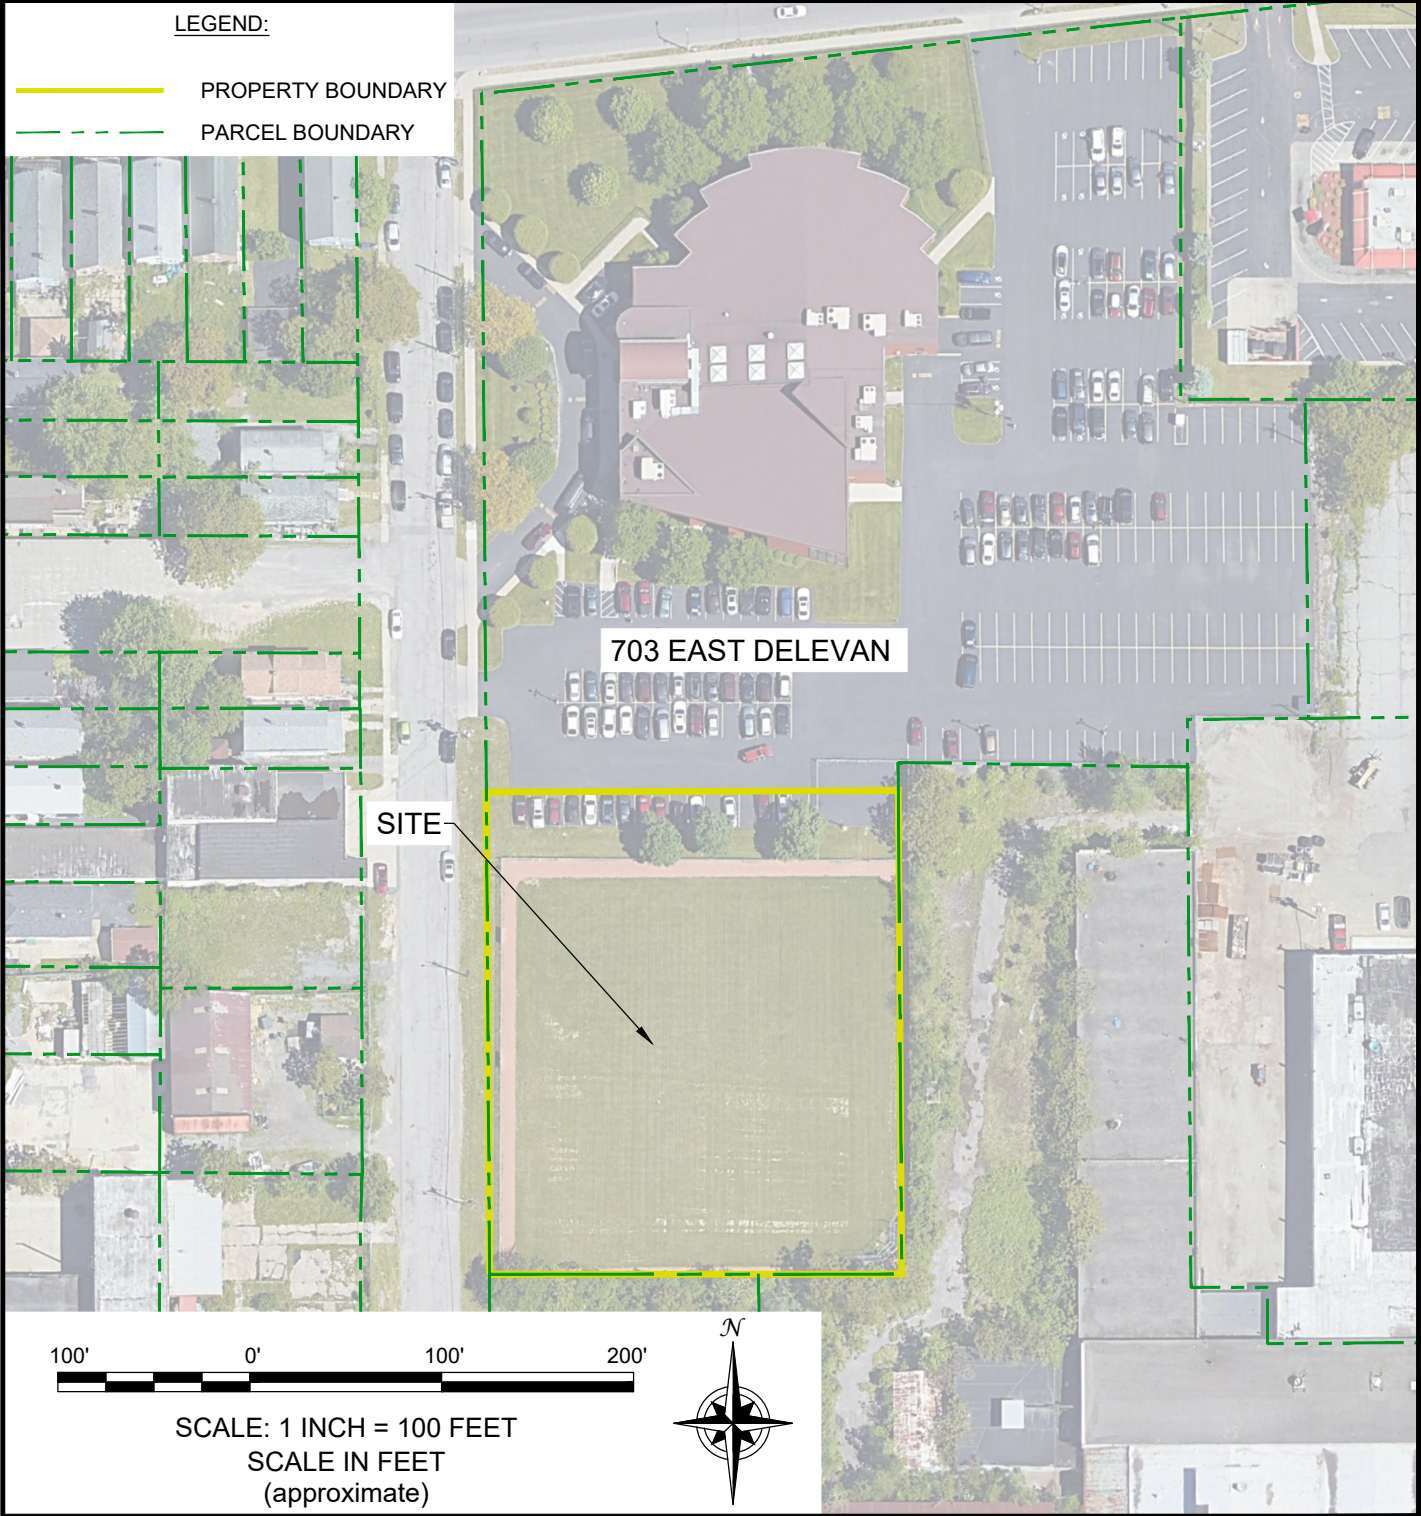 LEGEND:
PROPERTY BOUNDARY
PARCEL BOUNDARY
703 EAST DELEVAN
SITE
100' 0' 100' 200'
SCALE: 1 INCH = 100 FEET
SCALE IN FEET
(approximate)
N